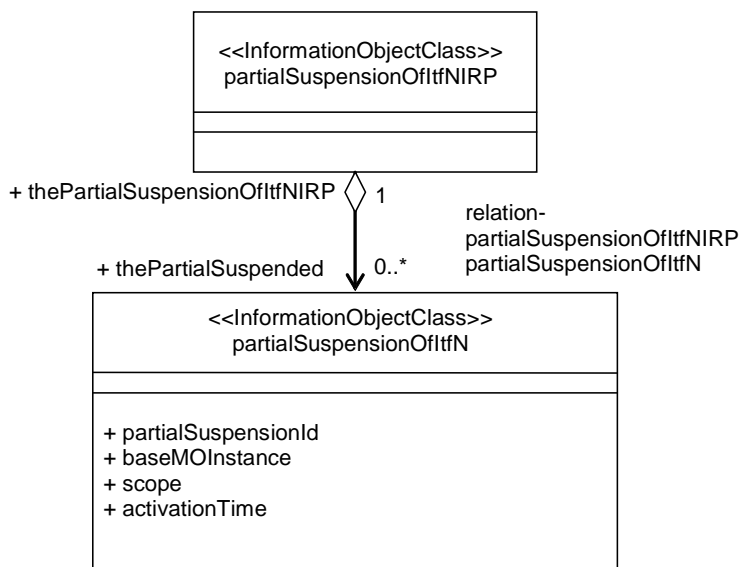 <<InformationObjectClass>>
partialSuspensionOfItfNIRP
+ thePartialSuspensionOfItfNIRP
1
relation-
partialSuspensionOfItfNIRP
partialSuspensionOfItfN
+ thePartialSuspended
0..*
<<InformationObjectClass>>
partialSuspensionOfItfN
+ partialSuspensionId
+ baseMOInstance
+ scope
+ activationTime